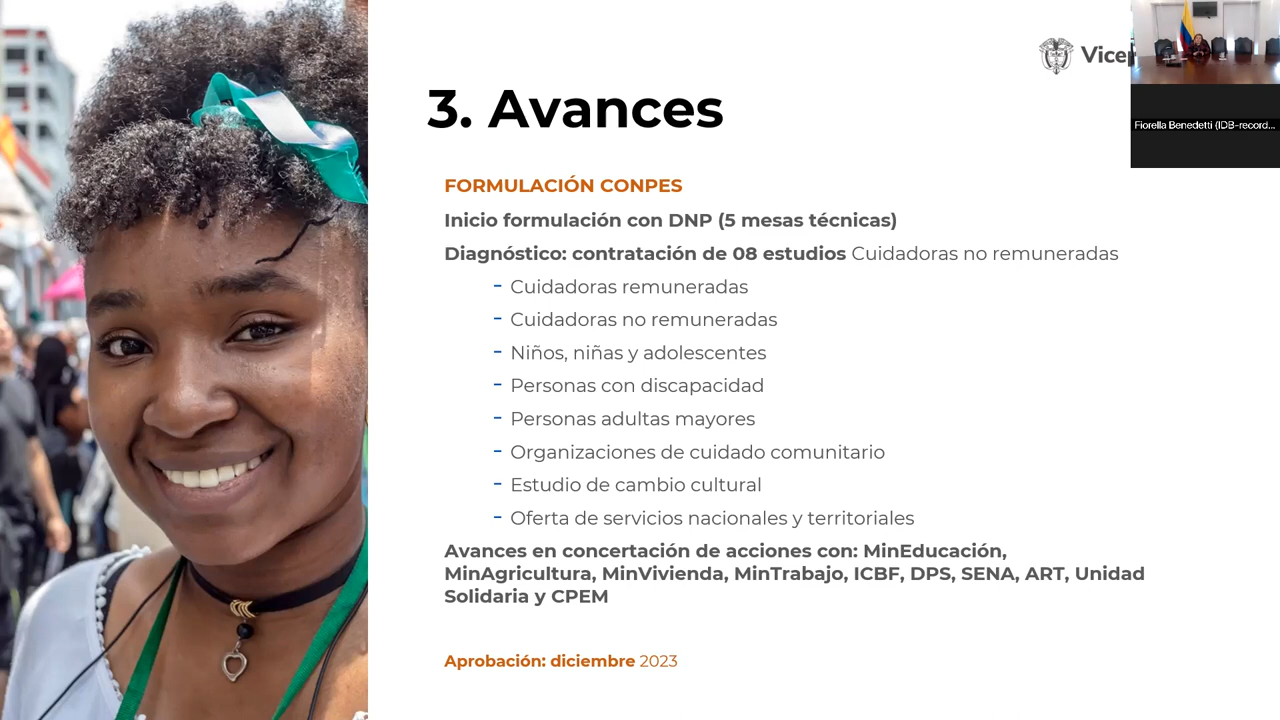 Vice
3. Avances
Fiorella Benedetti (IDB-record...
FORMULACIÓN CONPES
Inicio formulación con DNP (5 mesas técnicas)
Diagnóstico: contratación de 08 estudios Cuidadoras no remuneradas
- Cuidadoras remuneradas
- Cuidadoras no remuneradas
- Niños, niñas y adolescentes
- Personas con discapacidad
- Personas adultas mayores
- Organizaciones de cuidado comunitario
- Estudio de cambio cultural
- Oferta de servicios nacionales y territoriales
Avances en concertación de acciones con: MinEducación,
MinAgricultura, MinVivienda, MinTrabajo, ICBF, DPS, SENA, ART, Unidad
Solidaria y CPEM
Aprobación: diciembre 2023